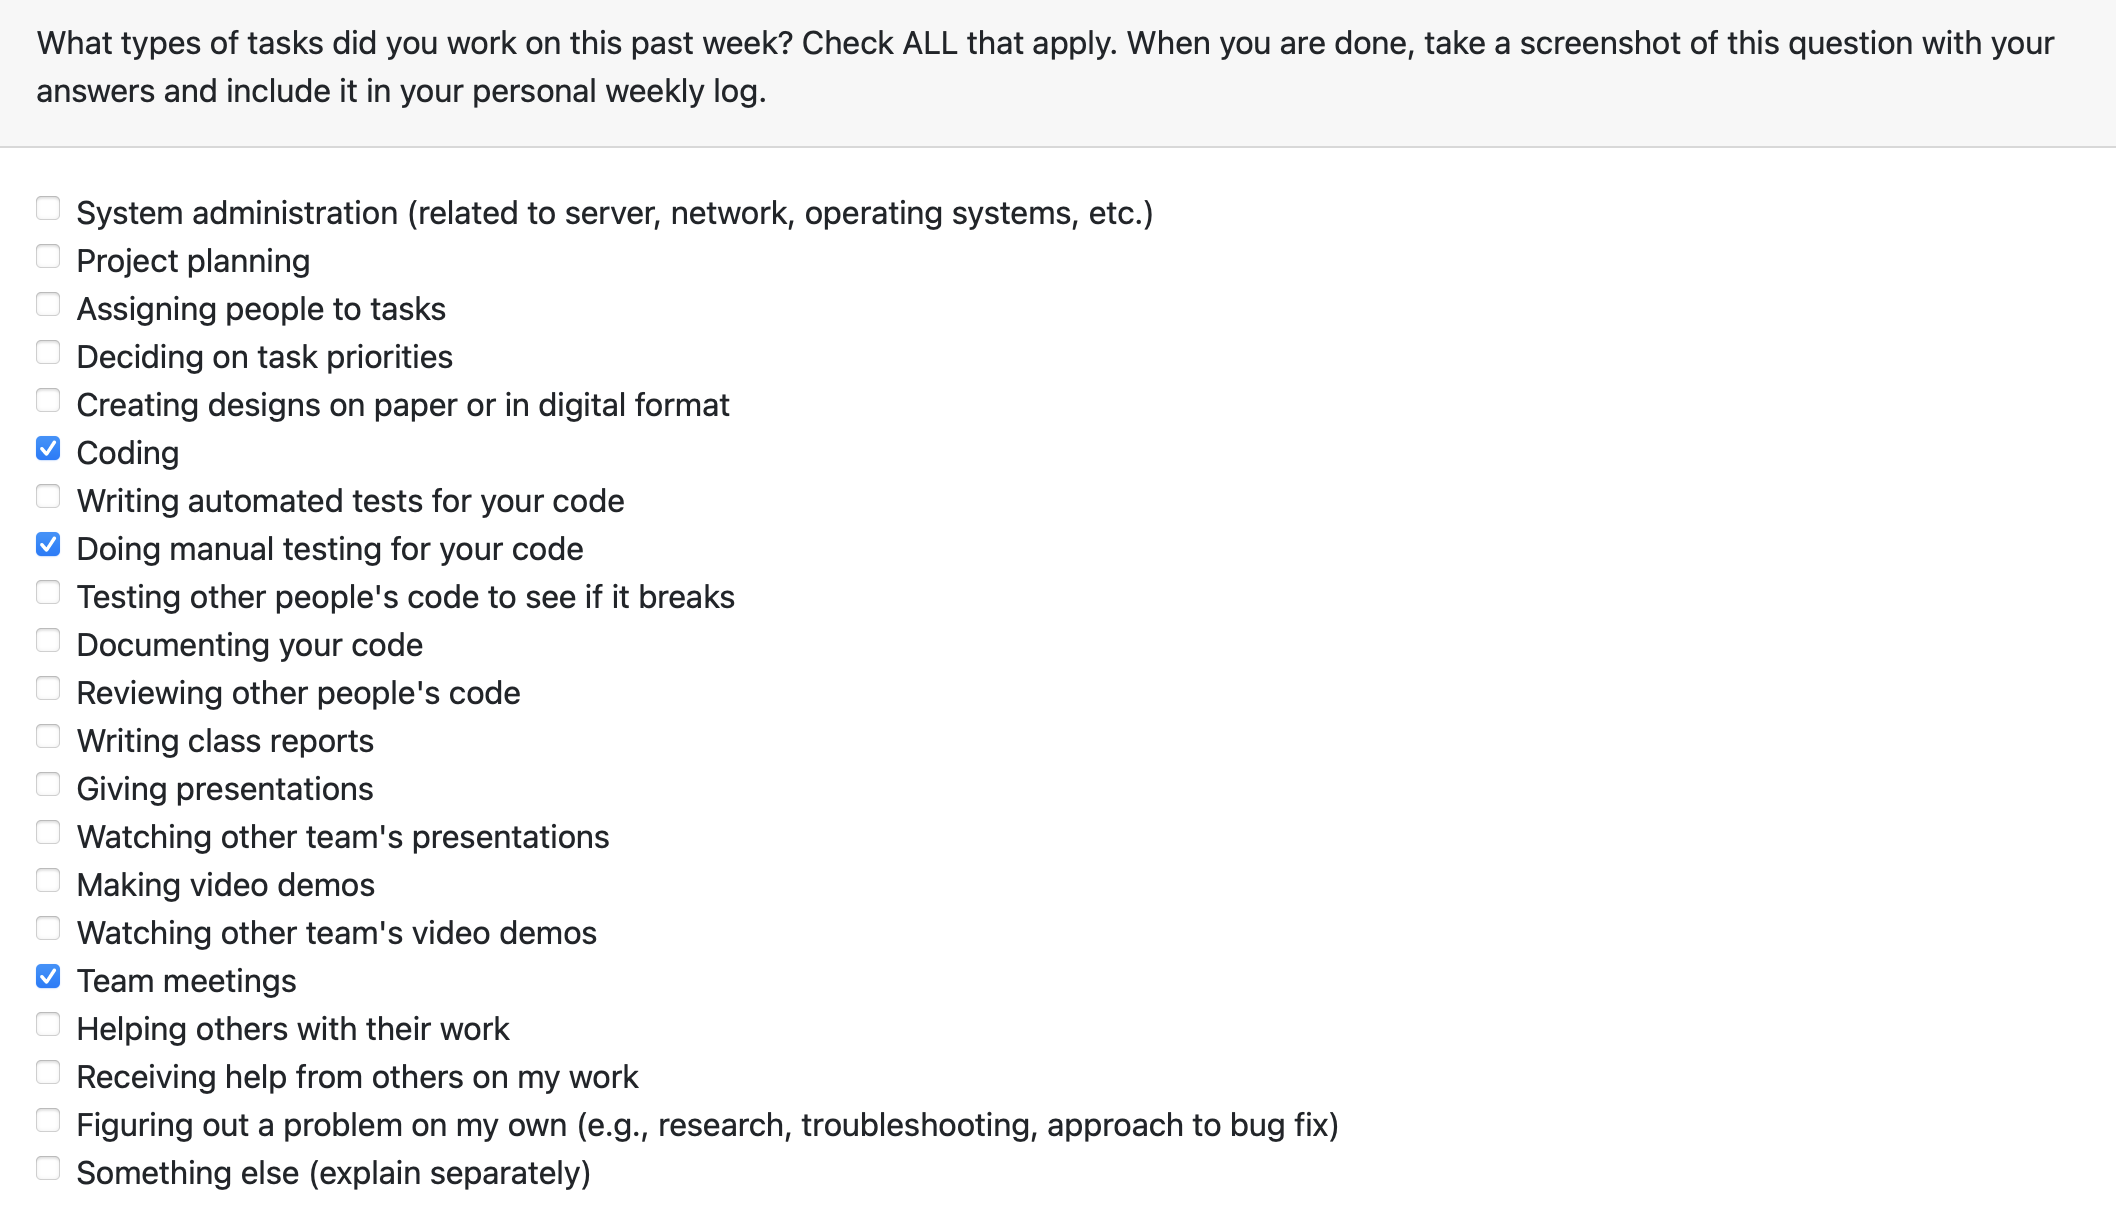 What types of tasks did you work on this past week? Check ALL that apply. When you are done, take a screenshot of this question with your
answers and include it in your personal weekly log.
System administration (related to server, network, operating systems, etc.)
Project planning
Assigning people to tasks
Deciding on task priorities
Creating designs on paper or in digital format
Coding
Writing automated tests for your code
Doing manual testing for your code
Testing other people's code to see if it breaks
Documenting your code
Reviewing other people's code
Writing class reports
Giving presentations
Watching other team's presentations
Making video demos
Watching other team's video demos
Team meetings
Helping others with their work
Receiving help from others on my work
Figuring out a problem on my own (e.g., research, troubleshooting, approach to bug fix)
Something else (explain separately)